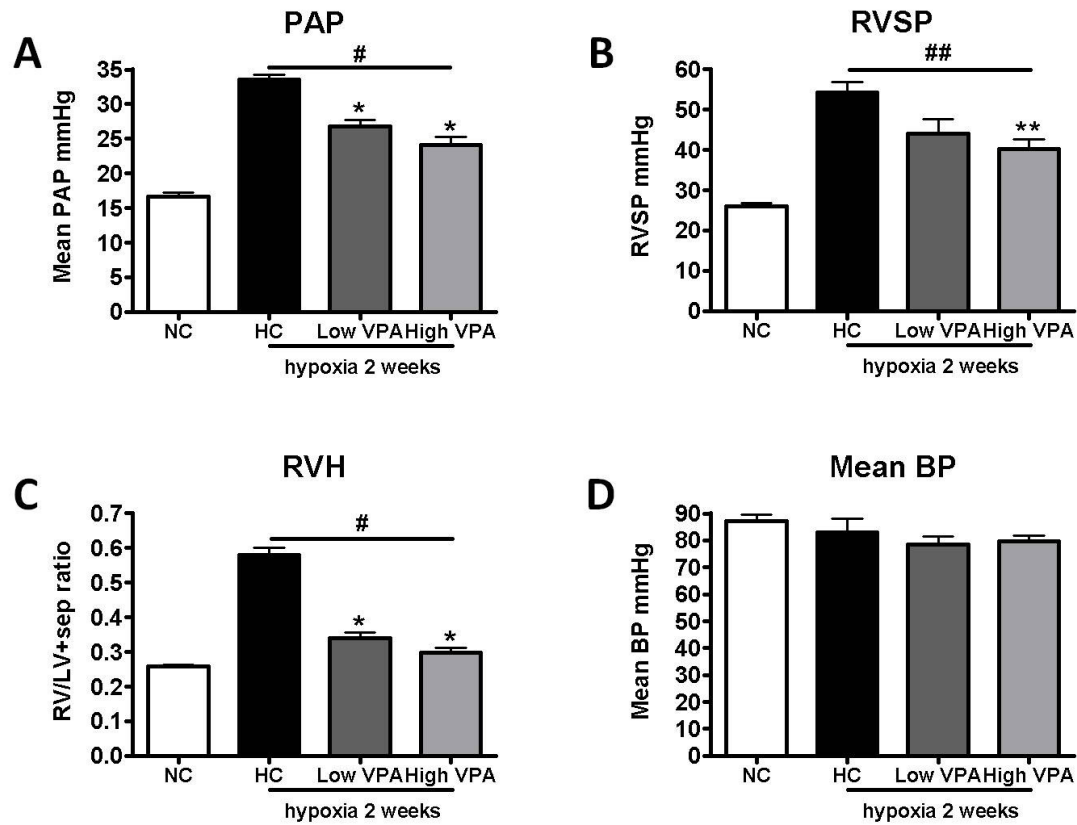 A
PAP
#
Mean PAP mmHg
35
30
25
20
15
10
5
0
*
*
NC HC Low VPA High VPA
hypoxia 2 weeks
B
RVSP
##
RVSP mmHg
60
50
40
30
20
10
0
**
NC HC Low VPA High VPA
hypoxia 2 weeks
C
RVH
#
RV/LV+sep ratio
0.7
0.6
0.5
0.4
0.3
0.2
0.1
0.0
*
*
NC HC Low VPA High VPA
hypoxia 2 weeks
D
Mean BP
Mean BP mmHg
90
80
70
60
50
40
30
20
10
0
NC HC Low VPA High VPA
hypoxia 2 weeks